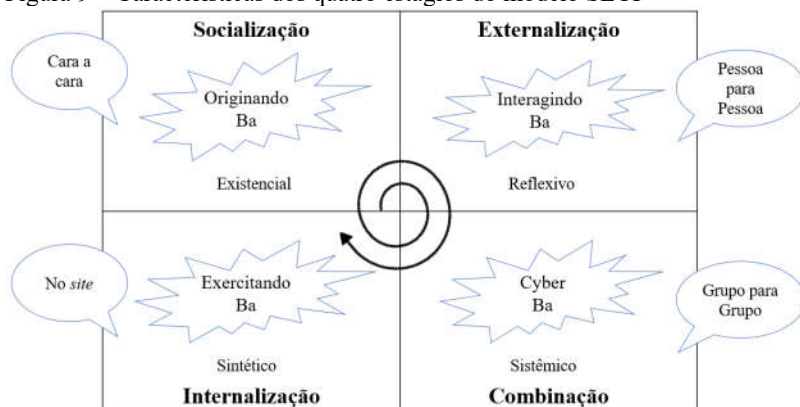 Socialização
Externalização
Cara a
cara
Originando
Ba
Existencial
Interagindo
Ba
Reflexivo
Pessoa
para
Pessoa
No site
Exercitando
Ba
Sintético
Internalização
Cyber
Ba
Sistêmico
Combinação
Grupo para
Grupo